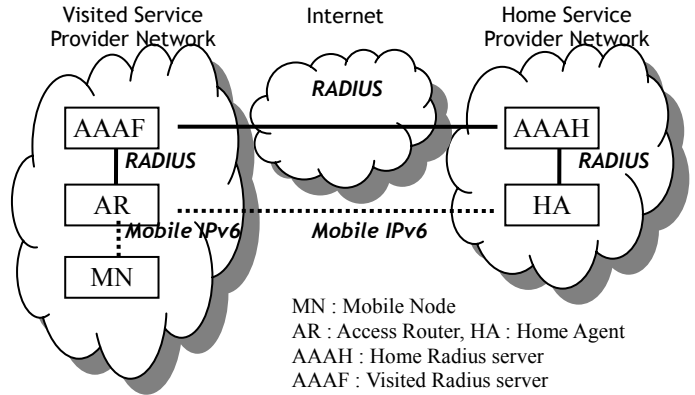 Visited Service
Provider Network
Internet
Home Service
Provider Network
RADIUS
AAAF
AAAH
RADIUS
RADIUS
AR
HA
Mobile IPv6
Mobile IPv6
MN
MN : Mobile Node
AR : Access Router, HA : Home Agent
AAAH : Home Radius server
AAAF : Visited Radius server